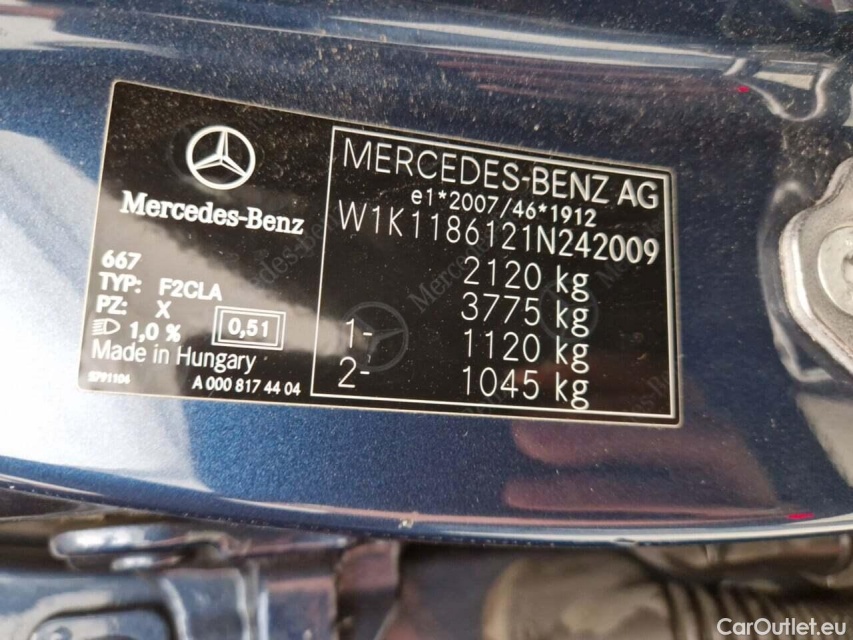 Mercedes-Benz
667
TYP: F2CLA
PZ: X
1,0 %
0,51
Made in Hungary
S791104
A 000 817 44 04
MERCEDES-BENZ AG
e1*2007/46*1912
W1K1186121N242009
2120 kg
3775 kg
1- 1120 kg
2- 1045 kg
CarOutlet.eu